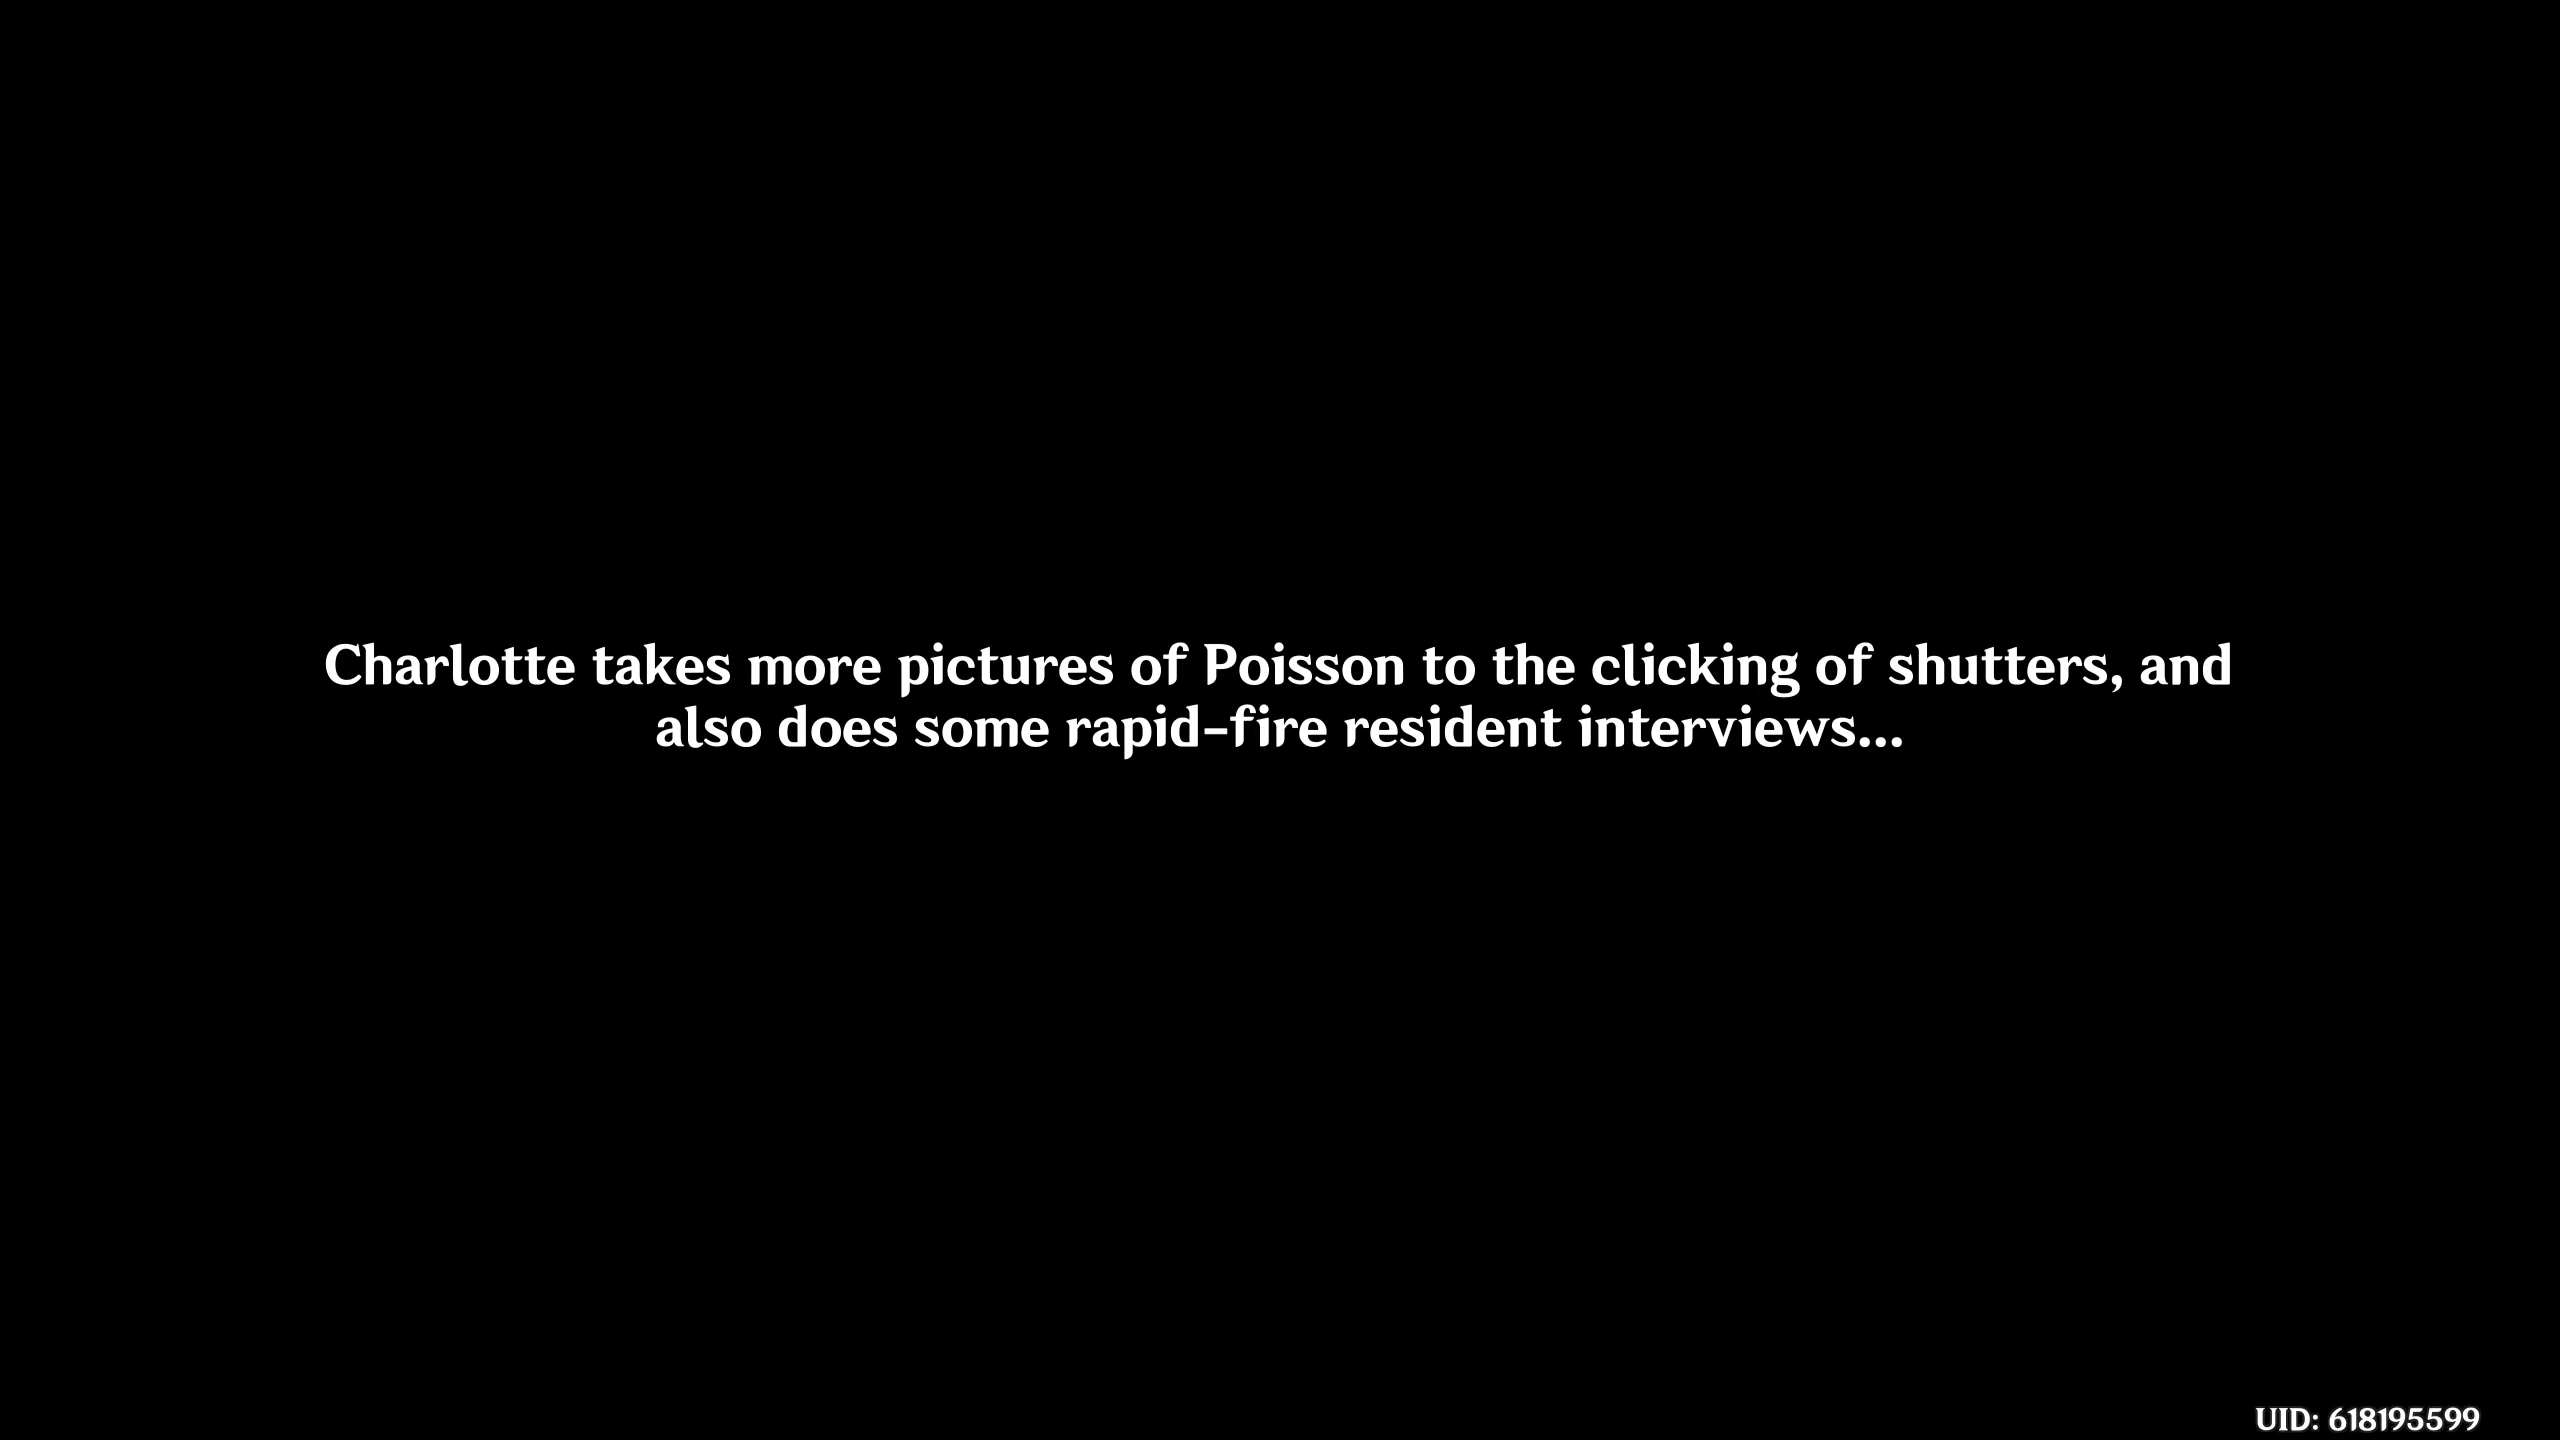 Charlotte takes more pictures of Poisson to the clicking of shutters, and
also does some rapid-fire resident interviews...
UID: 618195599